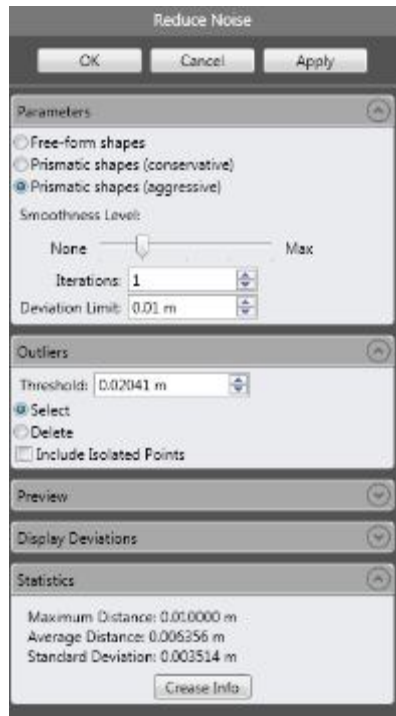 Reduce Noise
OK Cancel Apply
Parameters
Free-form shapes
Prismatic shapes (conservative)
Prismatic shapes (aggressive)
Smoothness Level:
None Max
Iterations: 1
Deviation Limit: 0.01 m
Outliers
Threshold: 0.02041 m
Select
Delete
Include Isolated Points
Preview
Display Deviations
Statistics
Maximum Distance: 0.010000 m
Average Distance: 0.006356 m
Standard Deviation: 0.003514 m
Crease Info